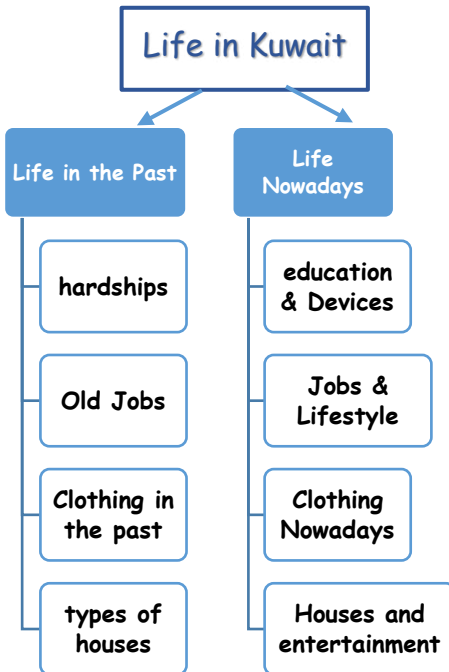 Life in Kuwait
Life in the Past
hardships
Old Jobs
Clothing in
the past
types of
houses
Life
Nowadays
education
& Devices
Jobs &
Lifestyle
Clothing
Nowadays
Houses and
entertainment